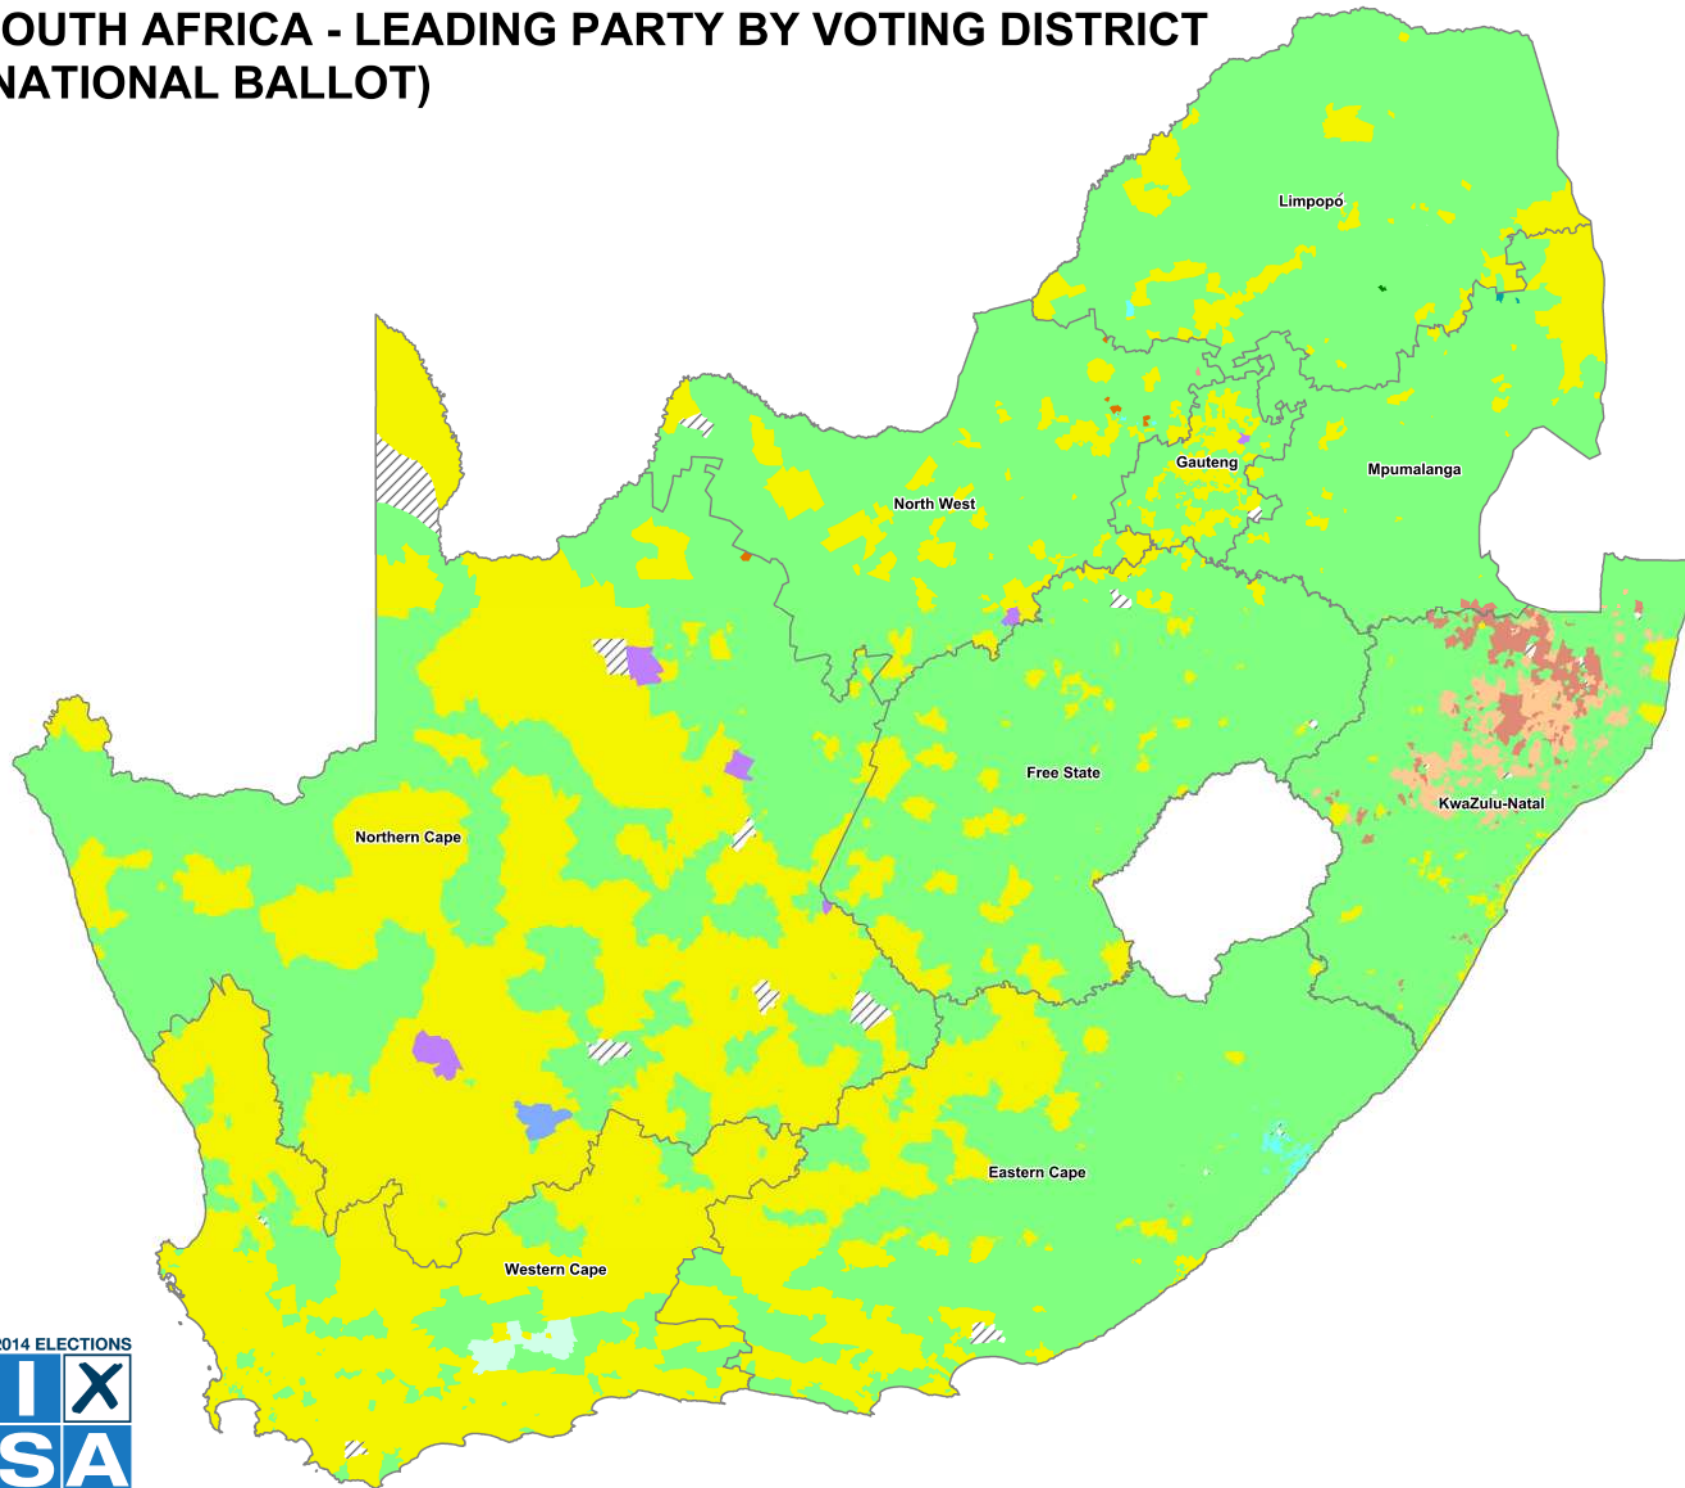 OUTH AFRICA - LEADING PARTY BY VOTING DISTRICT
NATIONAL BALLOT)
Limpopo
Gauteng
Mpumalanga
North West
Free State
KwaZulu-Natal
Northern Cape
Eastern Cape
Western Cape
2014 ELECTIONS
I X
SA